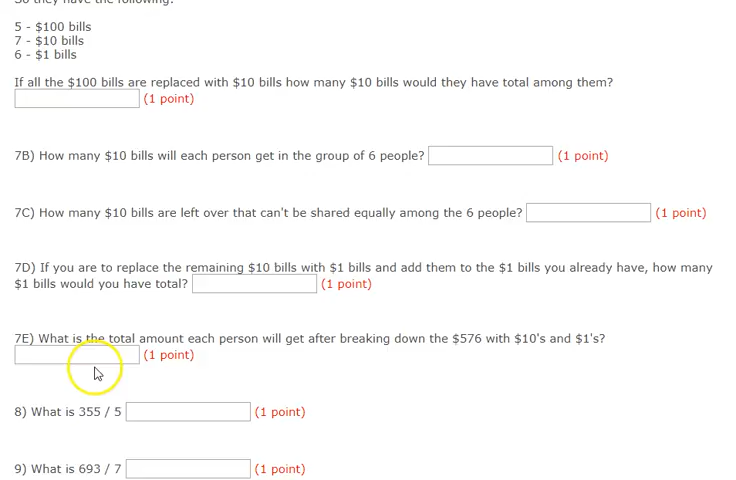 So they have the following:
5 - $100 bills
7 - $10 bills
6 - $1 bills
If all the $100 bills are replaced with $10 bills how many $10 bills would they have total among them?
(1 point)
7B) How many $10 bills will each person get in the group of 6 people? (1 point)
7C) How many $10 bills are left over that can't be shared equally among the 6 people? (1 point)
7D) If you are to replace the remaining $10 bills with $1 bills and add them to the $1 bills you already have, how many
$1 bills would you have total? (1 point)
7E) What is the total amount each person will get after breaking down the $576 with $10's and $1's?
(1 point)
8) What is 355 / 5 (1 point)
9) What is 693 / 7 (1 point)